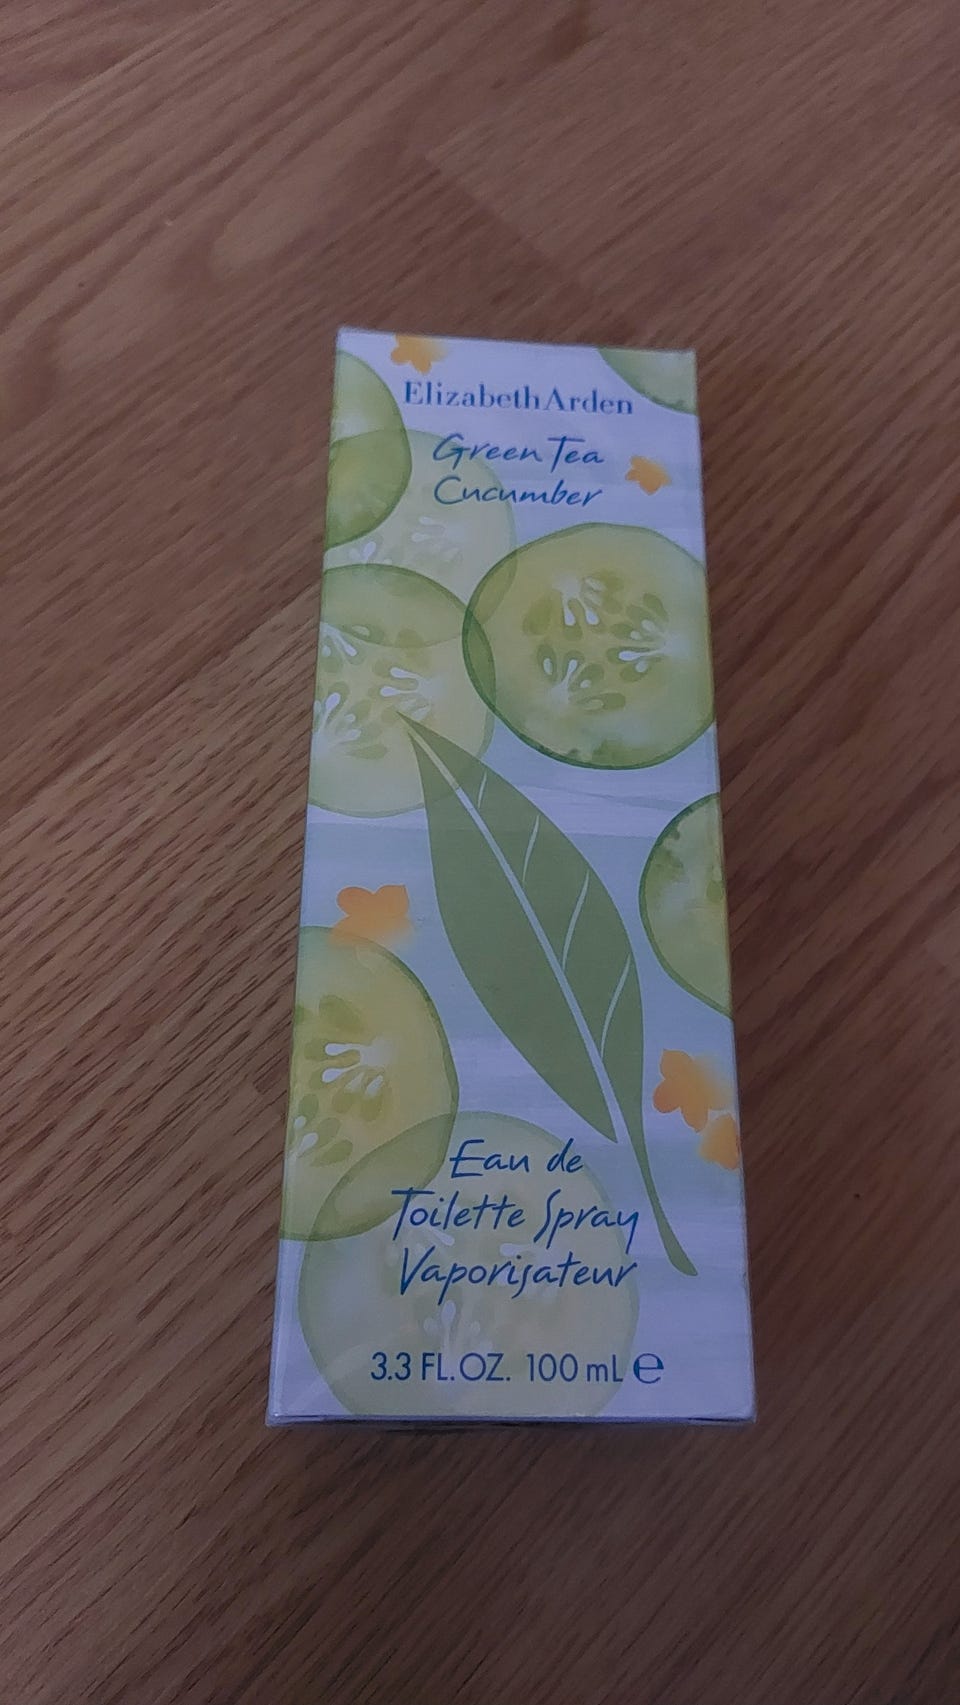 ElizabethArden
Green Tea
Cucumber
Eau de
Toilette Spray
Vaporisateur
3.3 FL.OZ. 100 mL ℮